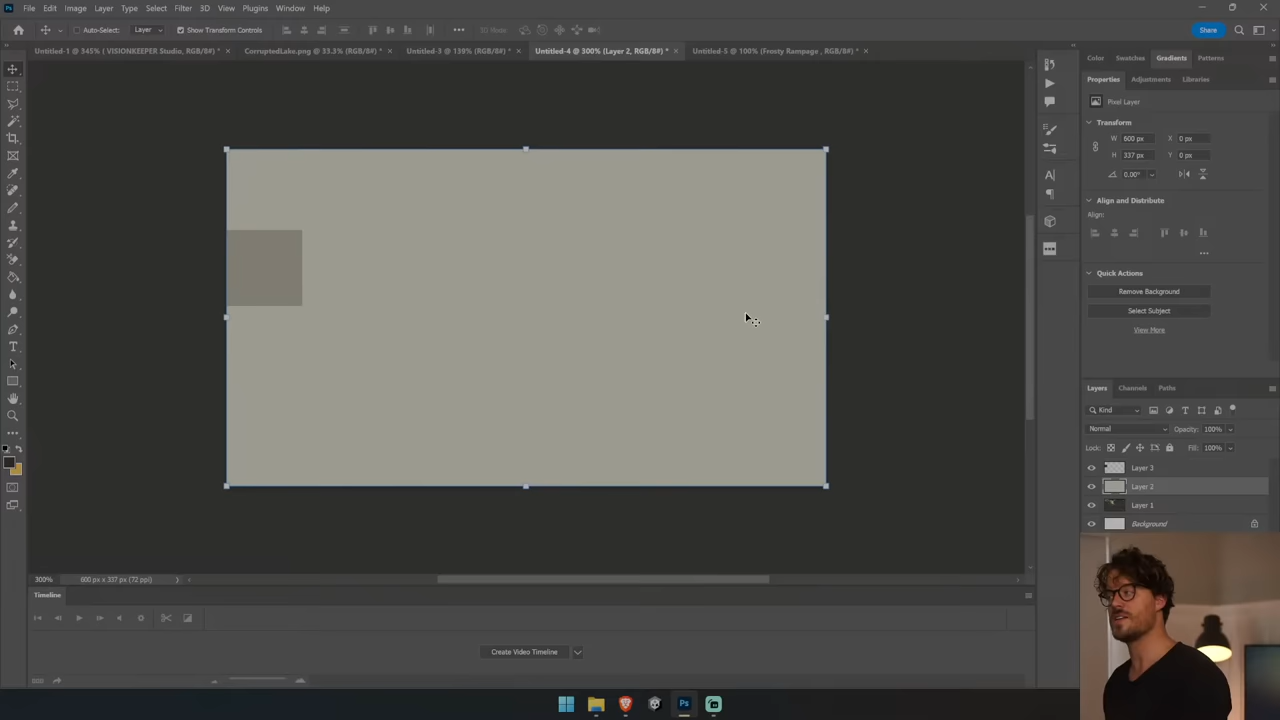 Ps File Edit Image Layer Type Select Filter 3D View Plugins Window Help
Auto-Select: Layer Show Transform Controls 3D Mode Share
Untitled-1 @ 345% ( VISIONKEEPER Studio, RGB/8#) * × CorruptedLake.png @ 33.3% (RGB/8#) * × Untitled-3 @ 139% (RGB/8#) * × Untitled-4 @ 300% (Layer 2, RGB/8#) * × Untitled-5 @ 100% (Frosty Rampage , RGB/8#) * ×
Color Swatches Gradients Patterns
Properties Adjustments Libraries
Pixel Layer
Transform
W 600 px X 0 px
H 337 px Y 0 px
0.00°
Align and Distribute
Align:
Quick Actions
Remove Background
Select Subject
View More
Layers Channels Paths
Kind
Normal Opacity: 100%
Lock: Fill: 100%
Layer 3
Layer 2
Layer 1
Background
300% 600 px x 337 px (72 ppi)
Timeline
Create Video Timeline
Ps